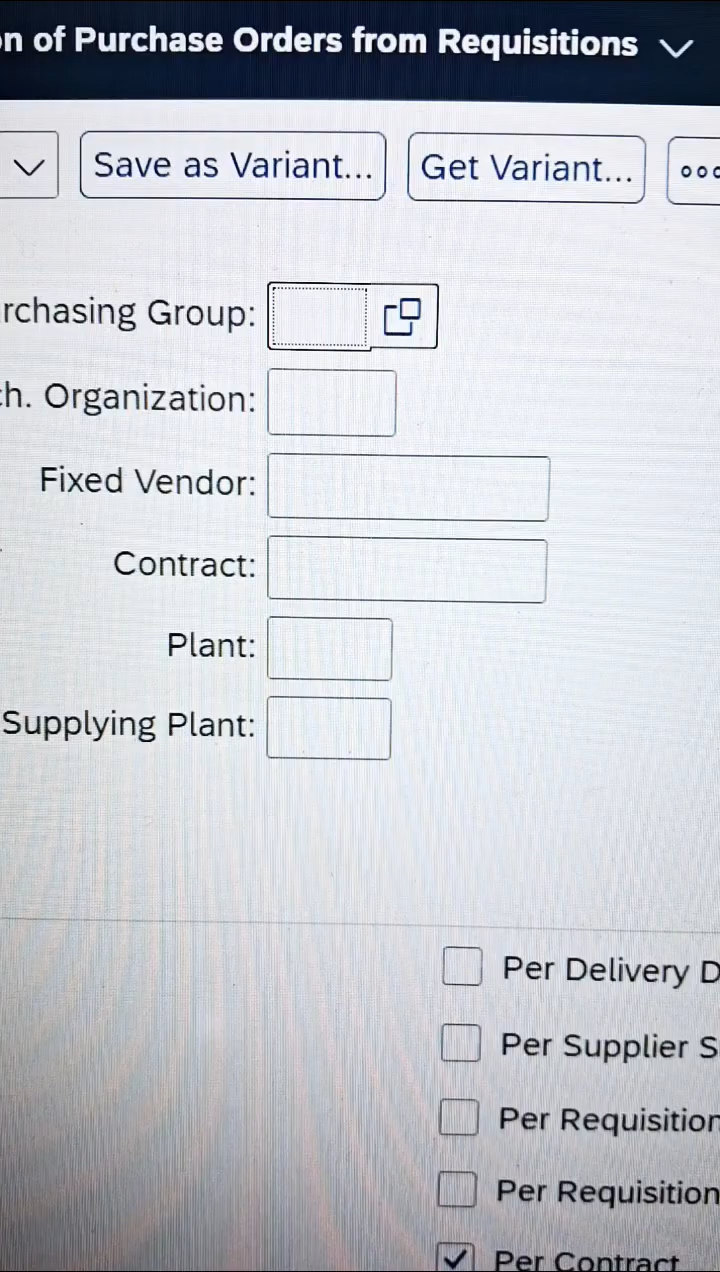 n of Purchase Orders from Requisitions
Save as Variant... Get Variant... ooo
rchasing Group:
h. Organization:
Fixed Vendor:
Contract:
Plant:
Supplying Plant:
Per Delivery D
Per Supplier S
Per Requisition
Per Requisition
Per Contract